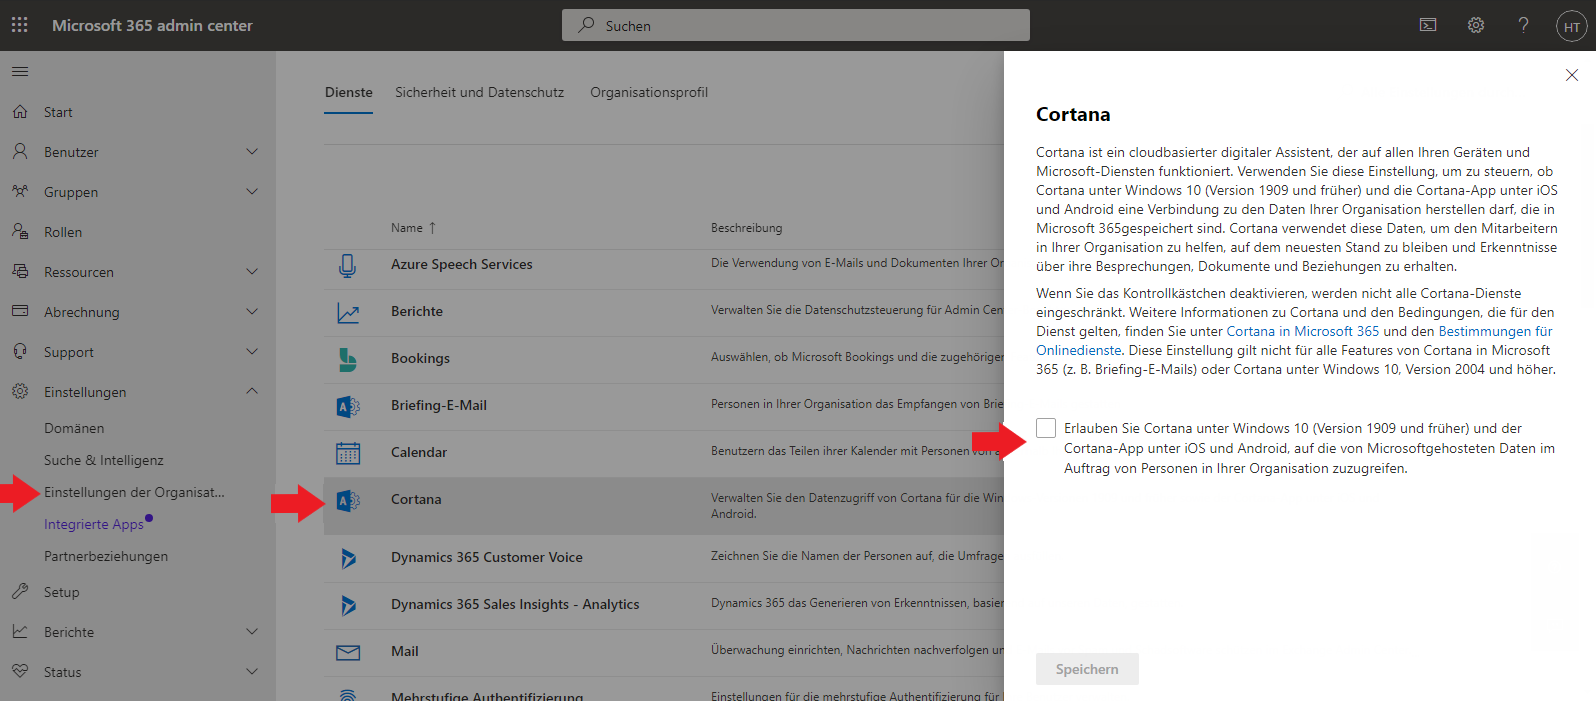 Microsoft 365 admin center
Suchen
HT
Start
Benutzer
Gruppen
Rollen
Ressourcen
Abrechnung
Support
Einstellungen
Domänen
Suche & Intelligenz
Einstellungen der Organisat...
Integrierte Apps
Partnerbeziehungen
Setup
Berichte
Status
Dienste
Sicherheit und Datenschutz
Organisationsprofil
Name ↑
Beschreibung
Azure Speech Services
Die Verwendung von E-Mails und Dokumenten Ihrer Or
Berichte
Verwalten Sie die Datenschutzsteuerung für Admin Cen
Bookings
Auswählen, ob Microsoft Bookings und die zugehöriger
Briefing-E-Mail
Personen in Ihrer Organisation das Empfangen von Brie
Calendar
Benutzern das Teilen ihrer Kalender mit Personen von
Cortana
Verwalten Sie den Datenzugriff von Cortana für die Win
Android.
Dynamics 365 Customer Voice
Zeichnen Sie die Namen der Personen auf, die Umfrage
Dynamics 365 Sales Insights - Analytics
Dynamics 365 das Generieren von Erkenntnissen, basier
Mail
Überwachung einrichten, Nachrichten nachverfolgen un
Mehrstufige Authentifizierung
Einstellungen für die mehrstufige Authentifizierung für
Cortana
Cortana ist ein cloudbasierter digitaler Assistent, der auf allen Ihren Geräten und
Microsoft-Diensten funktioniert. Verwenden Sie diese Einstellung, um zu steuern, ob
Cortana unter Windows 10 (Version 1909 und früher) und die Cortana-App unter iOS
und Android eine Verbindung zu den Daten Ihrer Organisation herstellen darf, die in
Microsoft 365gespeichert sind. Cortana verwendet diese Daten, um den Mitarbeitern
in Ihrer Organisation zu helfen, auf dem neuesten Stand zu bleiben und Erkenntnisse
über ihre Besprechungen, Dokumente und Beziehungen zu erhalten.
Wenn Sie das Kontrollkästchen deaktivieren, werden nicht alle Cortana-Dienste
eingeschränkt. Weitere Informationen zu Cortana und den Bedingungen, die für den
Dienst gelten, finden Sie unter Cortana in Microsoft 365 und den Bestimmungen für
Onlinedienste. Diese Einstellung gilt nicht für alle Features von Cortana in Microsoft
365 (z. B. Briefing-E-Mails) oder Cortana unter Windows 10, Version 2004 und höher.
Erlauben Sie Cortana unter Windows 10 (Version 1909 und früher) und der
Cortana-App unter iOS und Android, auf die von Microsoftgehosteten Daten im
Auftrag von Personen in Ihrer Organisation zuzugreifen.
Speichern